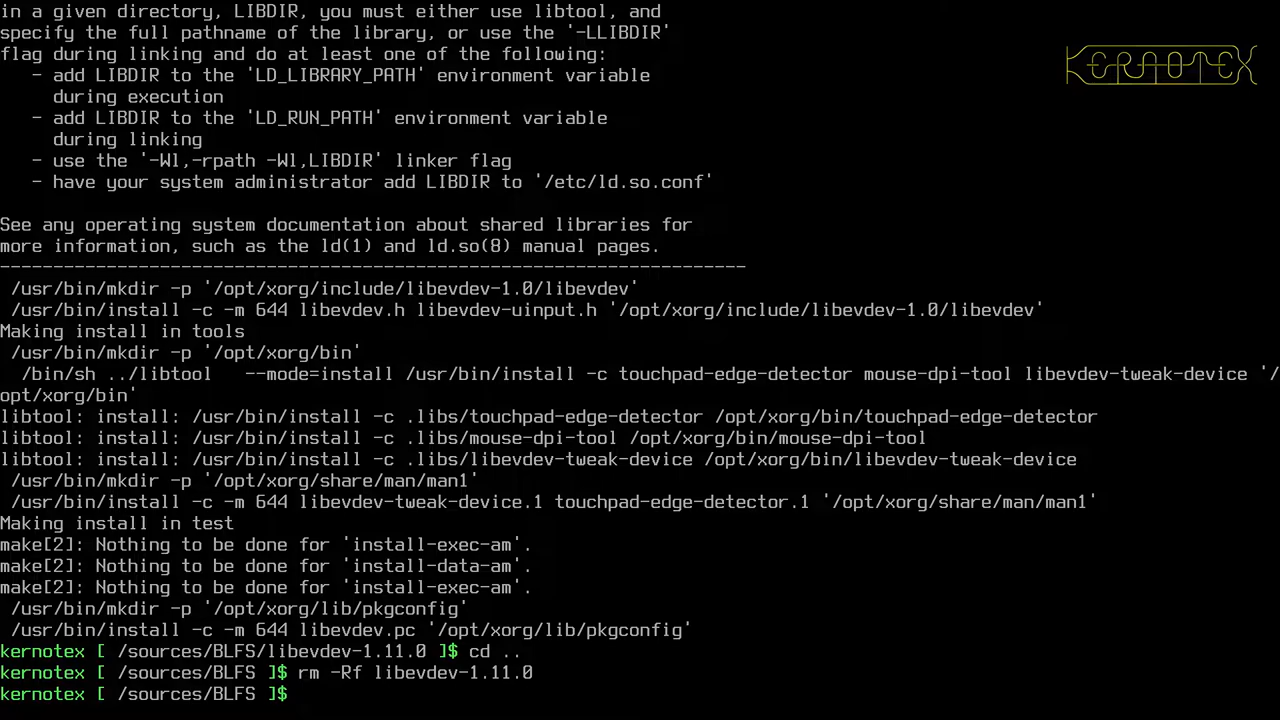 in a given directory, LIBDIR, you must either use libtool, and
specify the full pathname of the library, or use the '-LLIBDIR'
flag during linking and do at least one of the following:
   - add LIBDIR to the 'LD_LIBRARY_PATH' environment variable
     during execution
   - add LIBDIR to the 'LD_RUN_PATH' environment variable
     during linking
   - use the '-Wl,-rpath -Wl,LIBDIR' linker flag
   - have your system administrator add LIBDIR to '/etc/ld.so.conf'
See any operating system documentation about shared libraries for
more information, such as the ld(1) and ld.so(8) manual pages.
----------------------------------------------------------------------
 /usr/bin/mkdir -p '/opt/xorg/include/libevdev-1.0/libevdev'
 /usr/bin/install -c -m 644 libevdev.h libevdev-uinput.h '/opt/xorg/include/libevdev-1.0/libevdev'
Making install in tools
 /usr/bin/mkdir -p '/opt/xorg/bin'
  /bin/sh ../libtool   --mode=install /usr/bin/install -c touchpad-edge-detector mouse-dpi-tool libevdev-tweak-device '/
opt/xorg/bin'
libtool: install: /usr/bin/install -c .libs/touchpad-edge-detector /opt/xorg/bin/touchpad-edge-detector
libtool: install: /usr/bin/install -c .libs/mouse-dpi-tool /opt/xorg/bin/mouse-dpi-tool
libtool: install: /usr/bin/install -c .libs/libevdev-tweak-device /opt/xorg/bin/libevdev-tweak-device
 /usr/bin/mkdir -p '/opt/xorg/share/man/man1'
 /usr/bin/install -c -m 644 libevdev-tweak-device.1 touchpad-edge-detector.1 '/opt/xorg/share/man/man1'
Making install in test
make[2]: Nothing to be done for 'install-exec-am'.
make[2]: Nothing to be done for 'install-data-am'.
make[2]: Nothing to be done for 'install-exec-am'.
 /usr/bin/mkdir -p '/opt/xorg/lib/pkgconfig'
 /usr/bin/install -c -m 644 libevdev.pc '/opt/xorg/lib/pkgconfig'
kernotex [ /sources/BLFS/libevdev-1.11.0 ]$ cd ..
kernotex [ /sources/BLFS ]$ rm -Rf libevdev-1.11.0
kernotex [ /sources/BLFS ]$
KERNOTEX